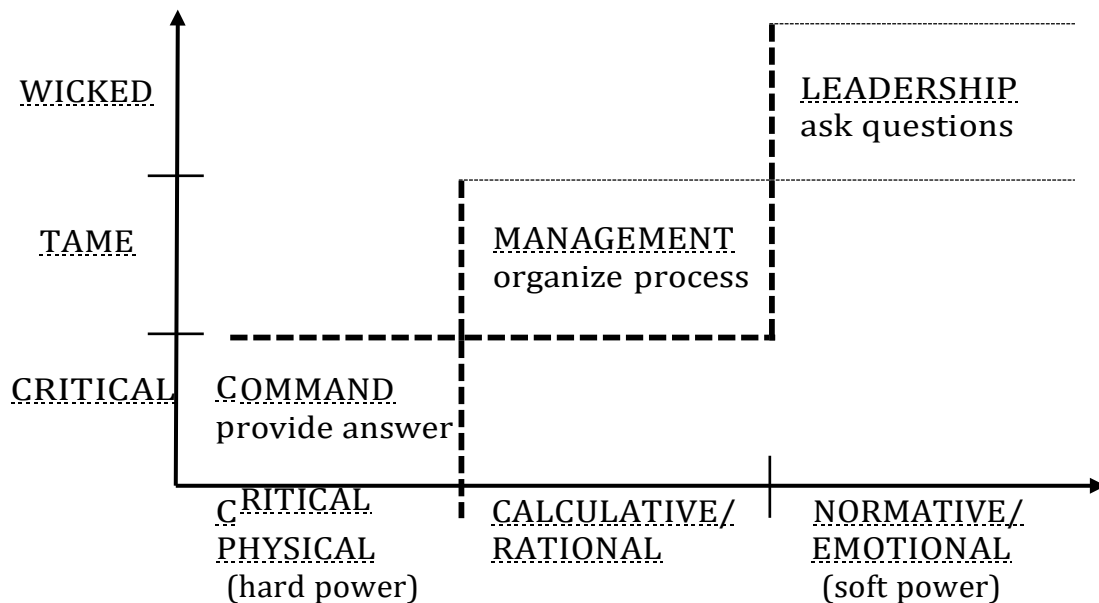 WICKED
LEADERSHIP
ask questions
TAME
MANAGEMENT
organize process
CRITICAL
COMMAND
provide answer
CRITICAL
PHYSICAL
(hard power)
CALCULATIVE/
RATIONAL
NORMATIVE/
EMOTIONAL
(soft power)